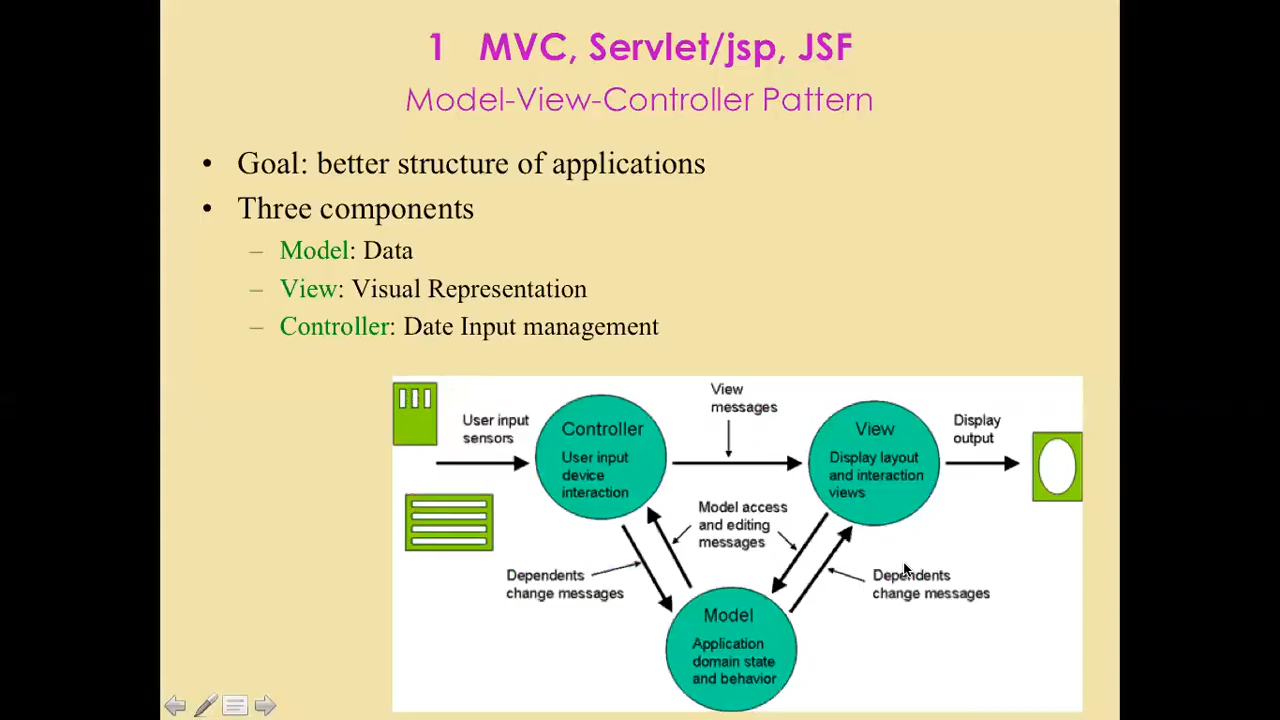 1 MVC, Servlet/jsp, JSF
Model-View-Controller Pattern
• Goal: better structure of applications
• Three components
– Model: Data
– View: Visual Representation
– Controller: Date Input management
User input
sensors
Controller
User input
device
interaction
View
messages
View
Display layout
and interaction
views
Display
output
Model access
and editing
messages
Dependents
change messages
Dependents
change messages
Model
Application
domain state
and behavior